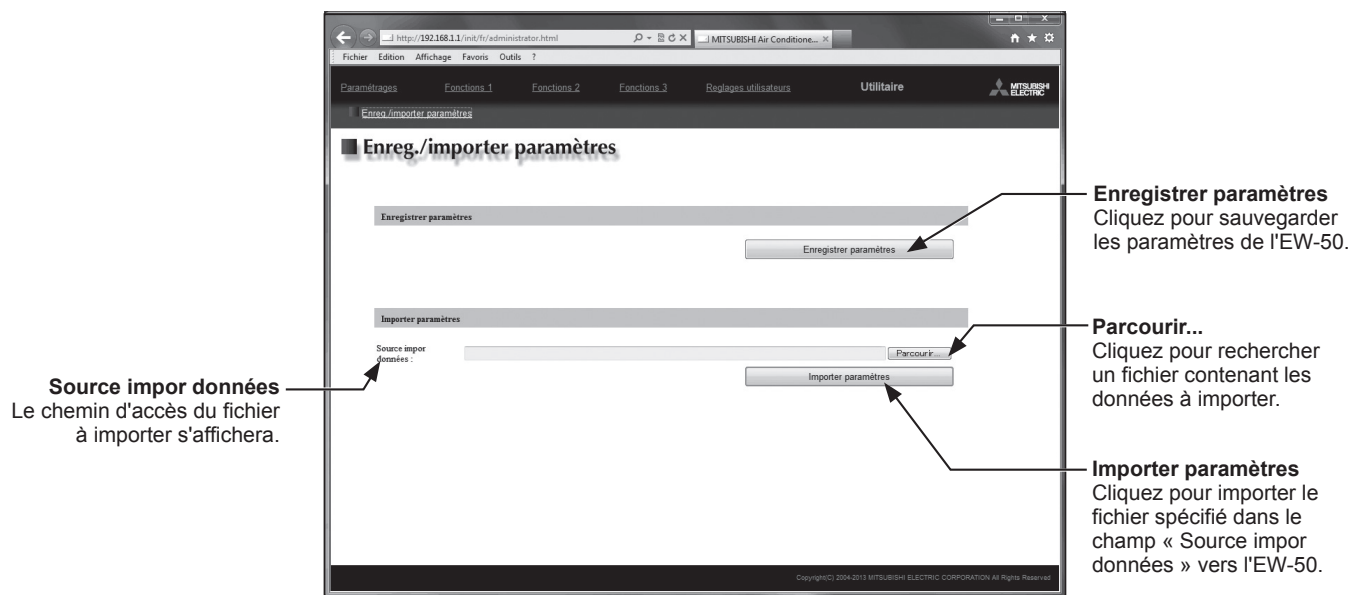 http://192.168.1.1/init/fr/administrator.html
MITSUBISHI Air Conditione...
Fichier Edition Affichage Favoris Outils ?
Paramétrages Fonctions 1 Fonctions 2 Fonctions 3 Reglages utilisateurs Utilitaire
MITSUBISHI
ELECTRIC
Enreg./importer paramètres
Enreg./importer paramètres
Enregistrer paramètres
Enregistrer paramètres
Importer paramètres
Source impor
données :
Parcourir...
Importer paramètres
Copyright(C) 2004-2013 MITSUBISHI ELECTRIC CORPORATION All Rights Reserved
Source impor données
Le chemin d'accès du fichier
à importer s'affichera.
Enregistrer paramètres
Cliquez pour sauvegarder
les paramètres de l'EW-50.
Parcourir...
Cliquez pour rechercher
un fichier contenant les
données à importer.
Importer paramètres
Cliquez pour importer le
fichier spécifié dans le
champ « Source impor
données » vers l'EW-50.